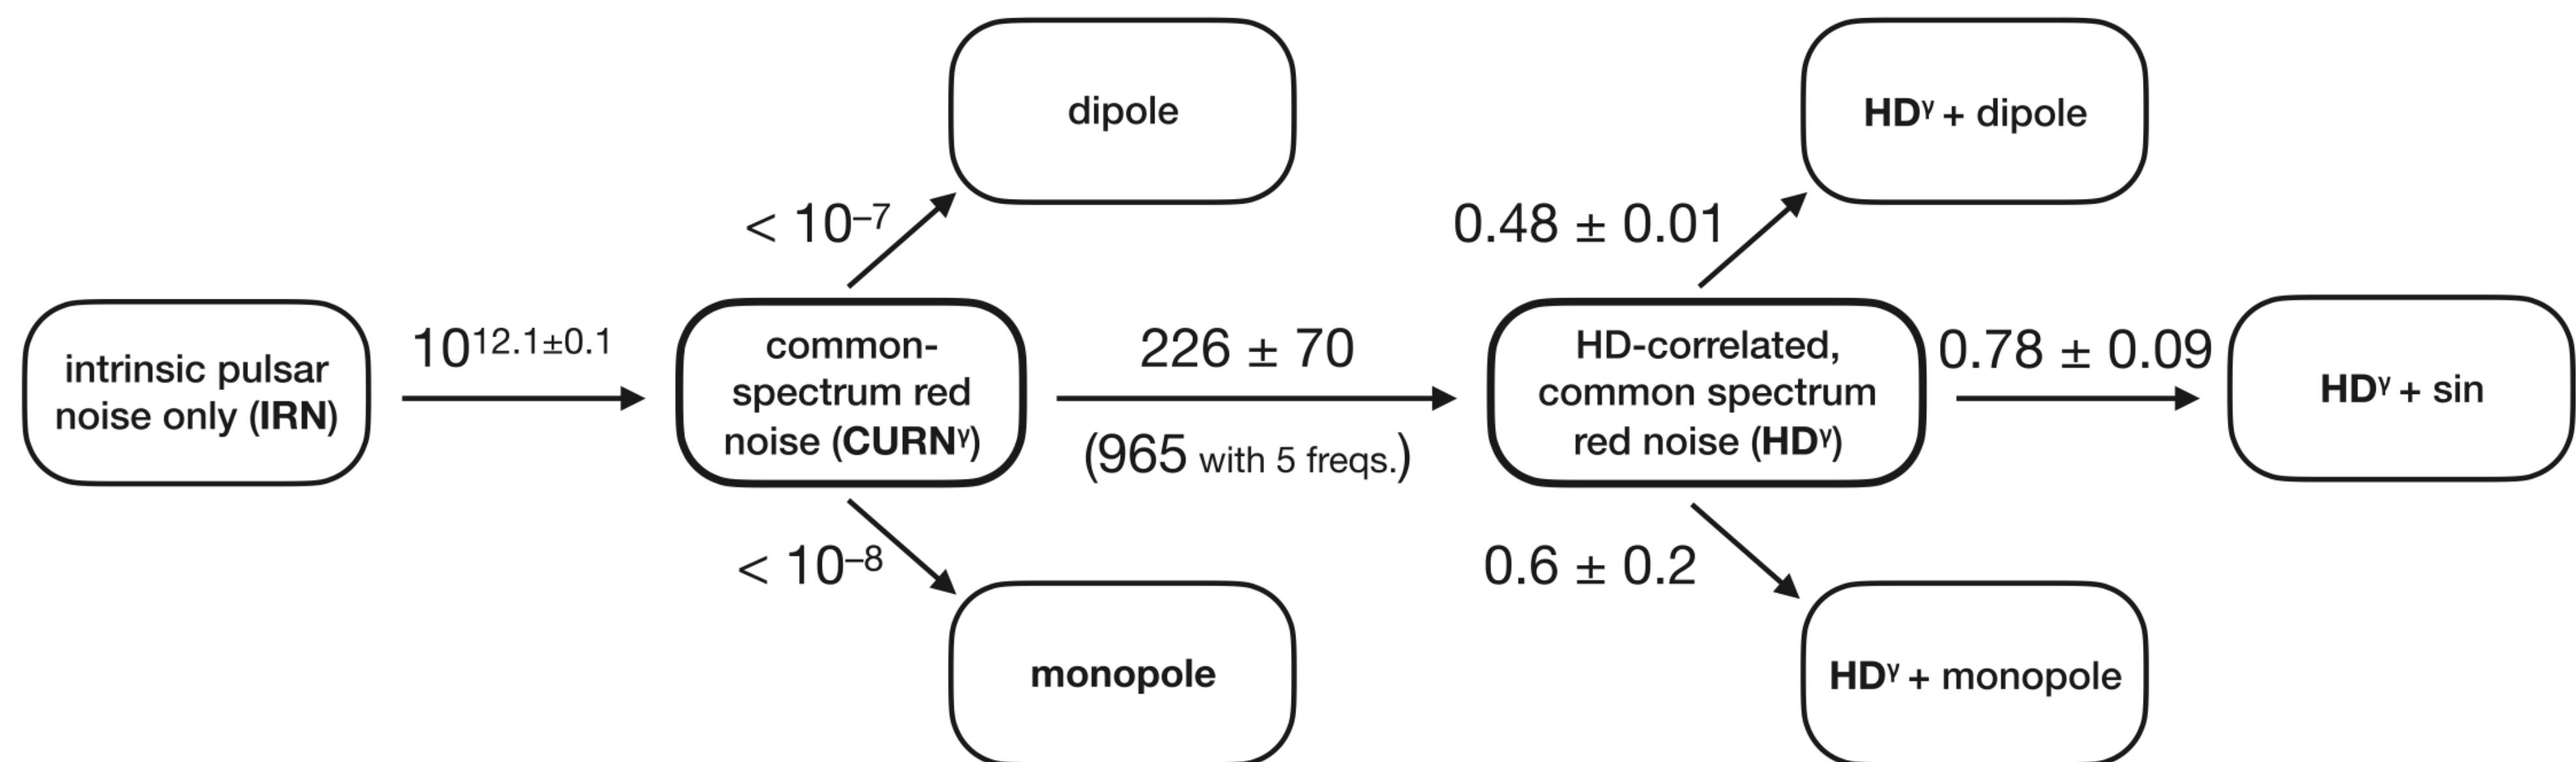 dipole
HDᵞ + dipole
< 10⁻⁷
0.48 ± 0.01
intrinsic pulsar
noise only (IRN)
10¹²·¹±⁰·¹
common-
spectrum red
noise (CURNᵞ)
226 ± 70
(965 with 5 freqs.)
HD-correlated,
common spectrum
red noise (HDᵞ)
0.78 ± 0.09
HDᵞ + sin
< 10⁻⁸
0.6 ± 0.2
monopole
HDᵞ + monopole